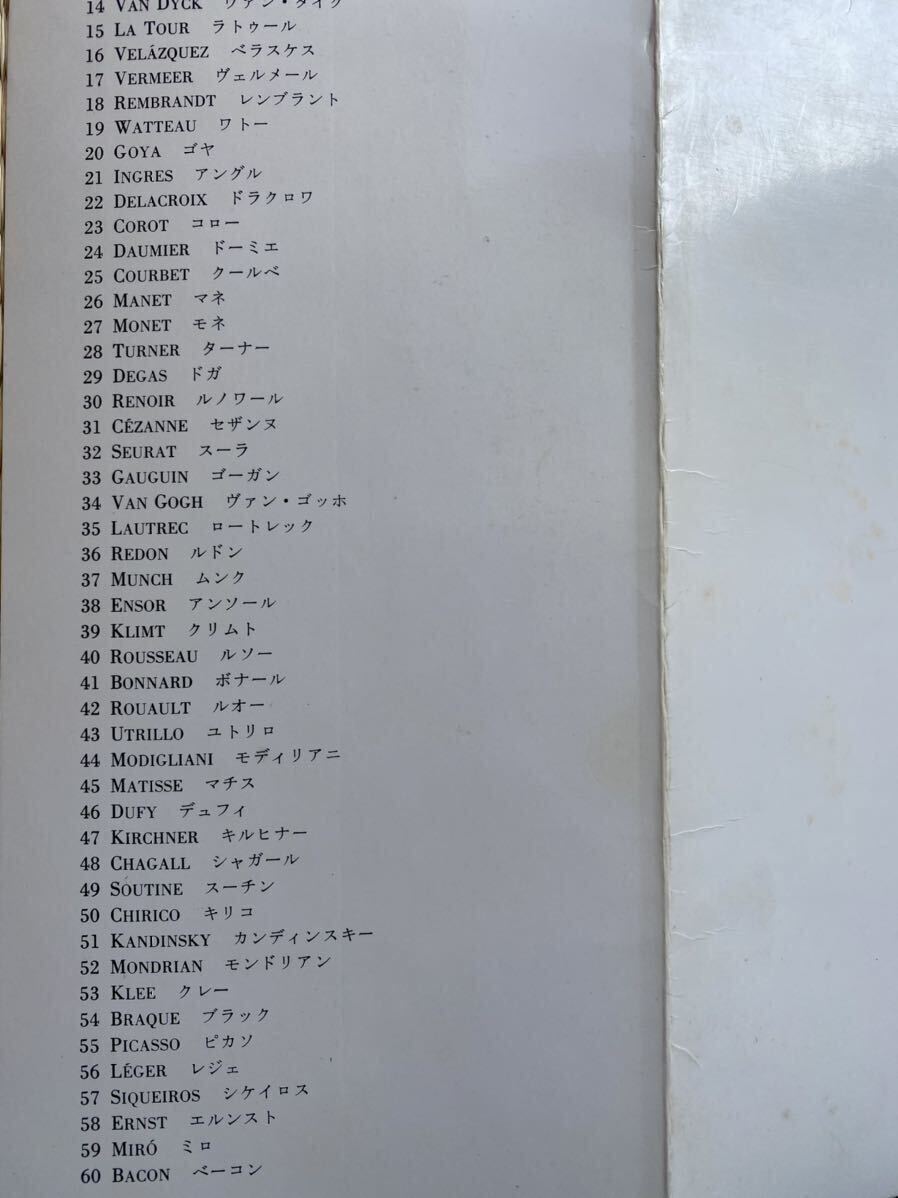 14 VAN DYCK ヴァン・ダイク
15 LA TOUR ラトゥール
16 VELÁZQUEZ ベラスケス
17 VERMEER ヴェルメール
18 REMBRANDT レンブラント
19 WATTEAU ワトー
20 GOYA ゴヤ
21 INGRES アングル
22 DELACROIX ドラクロワ
23 COROT コロー
24 DAUMIER ドーミエ
25 COURBET クールベ
26 MANET マネ
27 MONET モネ
28 TURNER ターナー
29 DEGAS ドガ
30 RENOIR ルノワール
31 CÉZANNE セザンヌ
32 SEURAT スーラ
33 GAUGUIN ゴーガン
34 VAN GOGH ヴァン・ゴッホ
35 LAUTREC ロートレック
36 REDON ルドン
37 MUNCH ムンク
38 ENSOR アンソール
39 KLIMT クリムト
40 ROUSSEAU ルソー
41 BONNARD ボナール
42 ROUAULT ルオー
43 UTRILLO ユトリロ
44 MODIGLIANI モディリアニ
45 MATISSE マチス
46 DUFY デュフィ
47 KIRCHNER キルヒナー
48 CHAGALL シャガール
49 SOUTINE スーチン
50 CHIRICO キリコ
51 KANDINSKY カンディンスキー
52 MONDRIAN モンドリアン
53 KLEE クレー
54 BRAQUE ブラック
55 PICASSO ピカソ
56 LÉGER レジェ
57 SIQUEIROS シケイロス
58 ERNST エルンスト
59 MIRÓ ミロ
60 BACON ベーコン